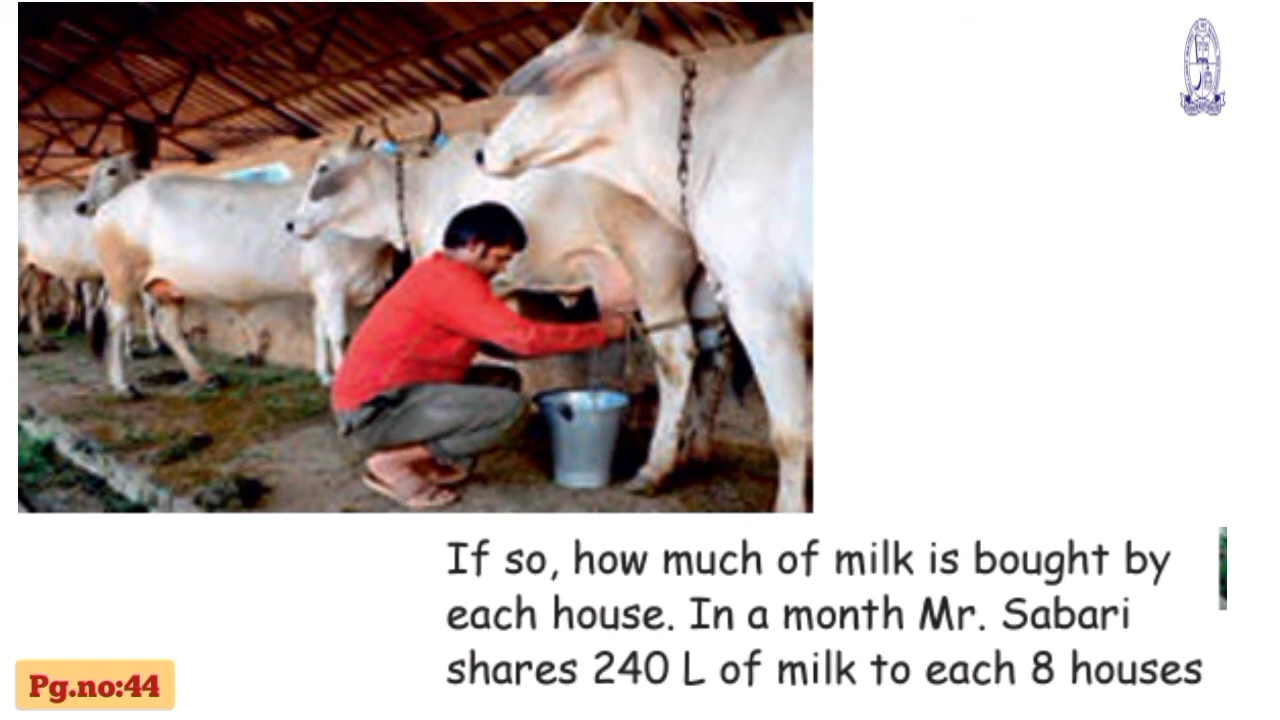 If so, how much of milk is bought by
each house. In a month Mr. Sabari
shares 240 L of milk to each 8 houses
Pg.no:44